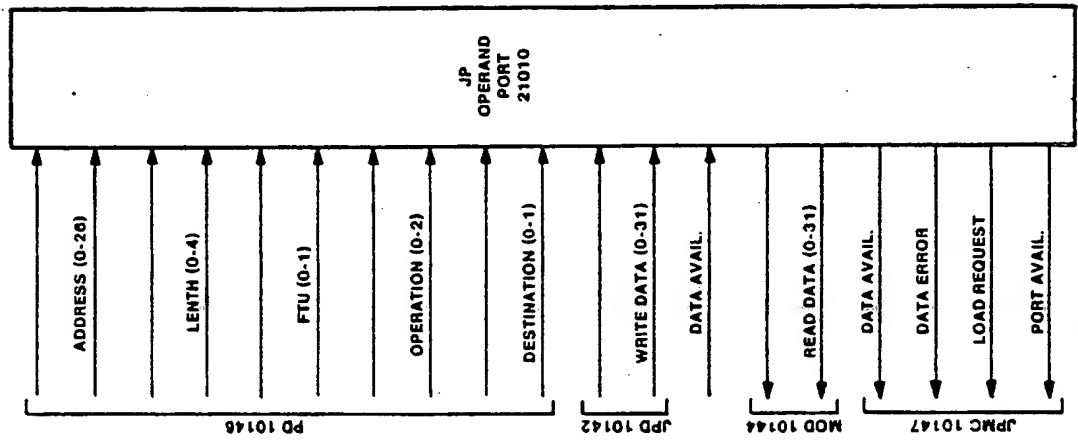 JP
OPERAND
PORT
21010
ADDRESS (0-26)
LENTH (0-4)
FTU (0-1)
OPERATION (0-2)
DESTINATION (0-1)
WRITE DATA (0-31)
DATA AVAIL.
READ DATA (0-31)
DATA AVAIL.
DATA ERROR
LOAD REQUEST
PORT AVAIL.
PD 10146
JPD 10142
MOD 10144
JPMC 10147